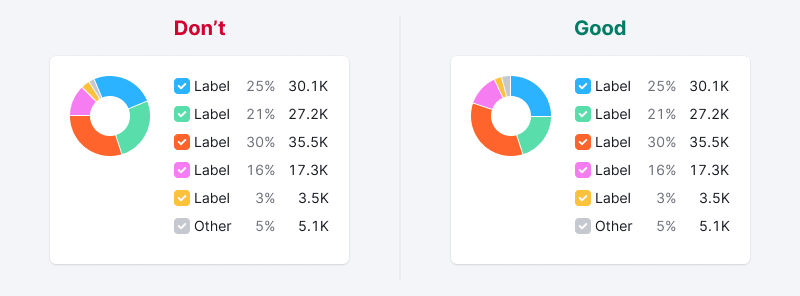 Don’t
Label 25% 30.1K
Label 21% 27.2K
Label 30% 35.5K
Label 16% 17.3K
Label 3% 3.5K
Other 5% 5.1K
Good
Label 25% 30.1K
Label 21% 27.2K
Label 30% 35.5K
Label 16% 17.3K
Label 3% 3.5K
Other 5% 5.1K